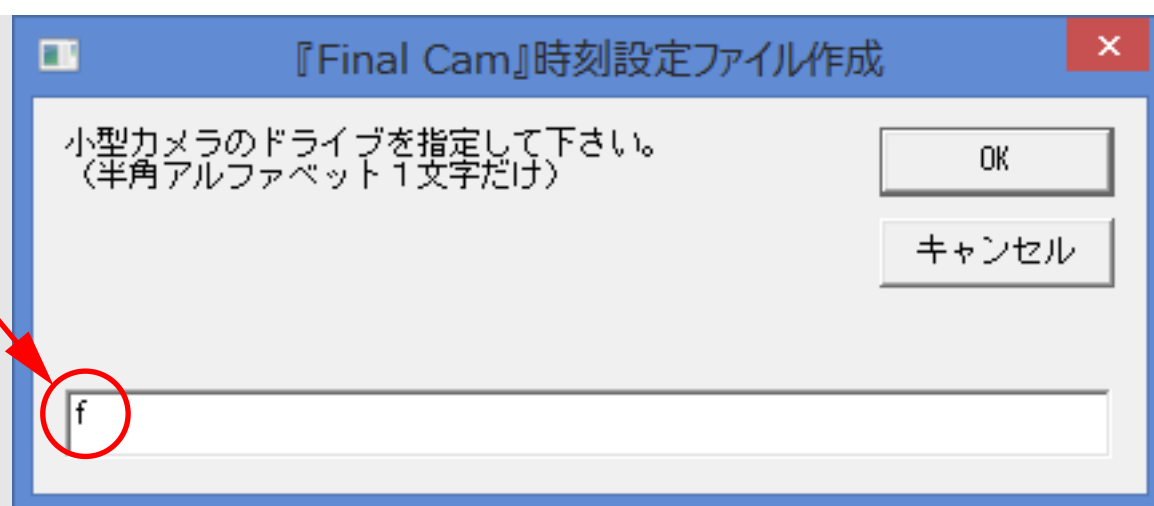 『Final Cam』時刻設定ファイル作成
小型カメラのドライブを指定して下さい。
(半角アルファベット1文字だけ)
OK
キャンセル
f